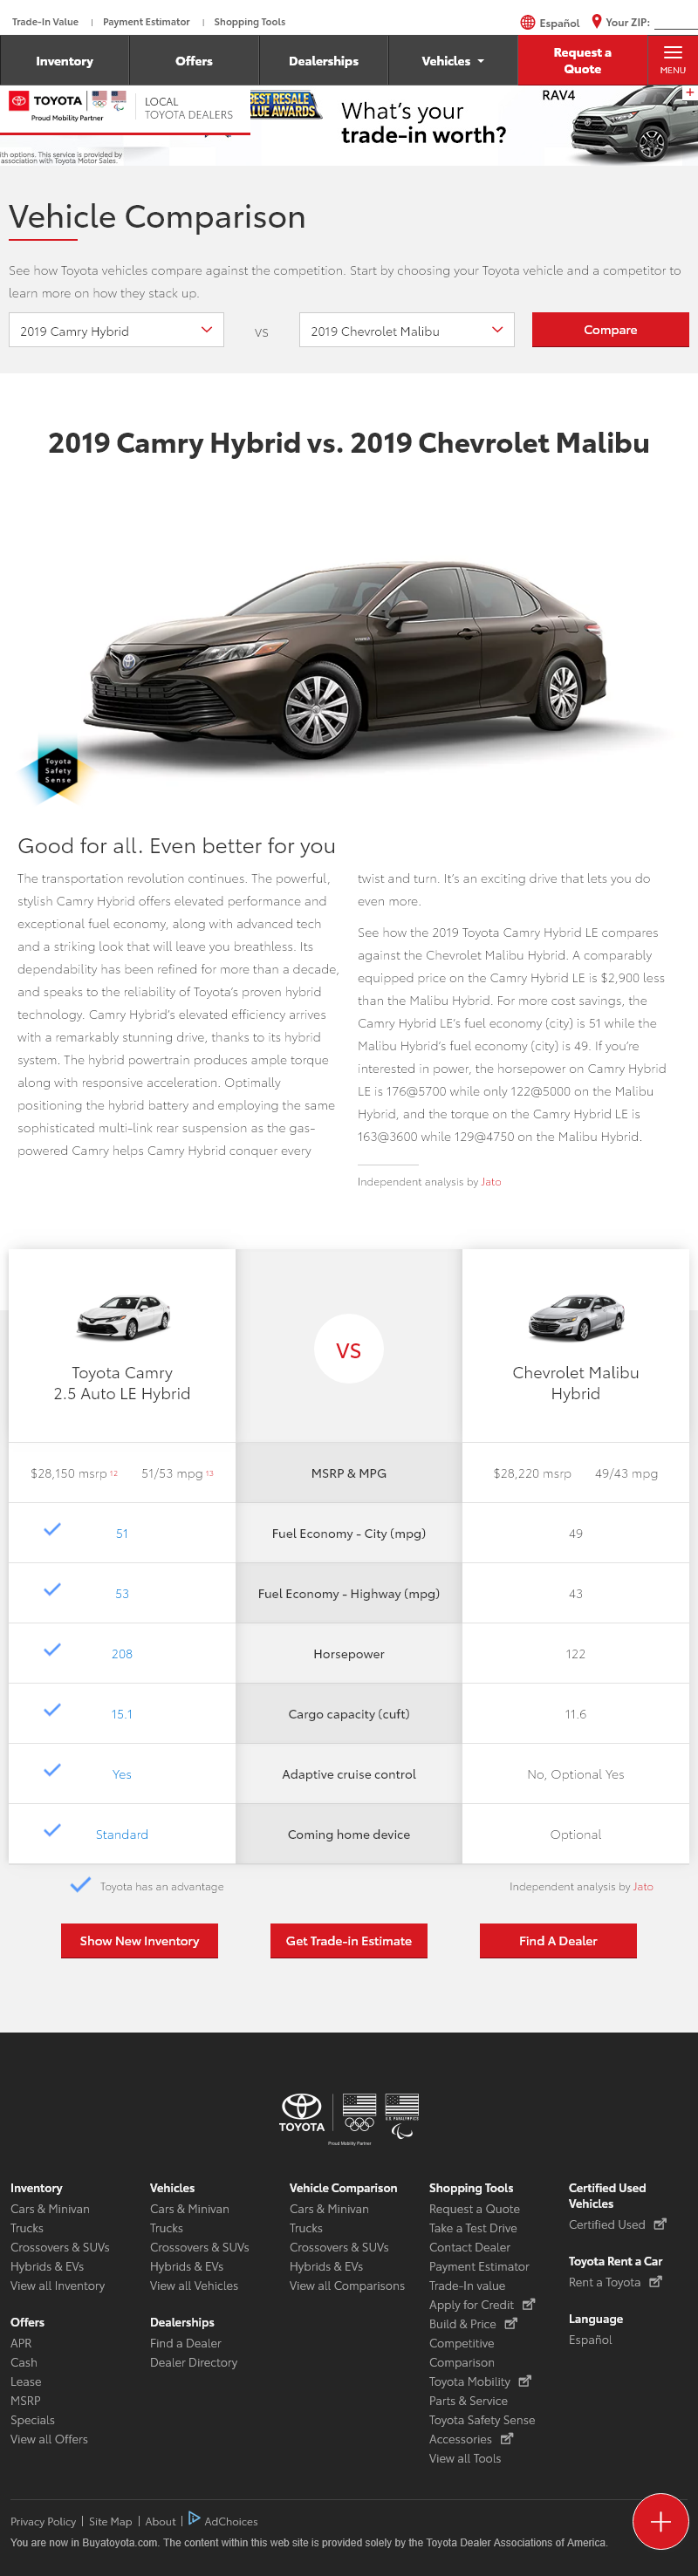 Trade-In Value | Payment Estimator | Shopping Tools
Español Your ZIP:
Inventory Offers Dealerships Vehicles Request a Quote MENU
TOYOTA
Proud Mobility Partner
LOCAL
TOYOTA DEALERS
BEST RESALE
VALUE AWARDS
What's your
trade-in worth?
RAV4
ith options. This service is provided by
association with Toyota Motor Sales.
Vehicle Comparison
See how Toyota vehicles compare against the competition. Start by choosing your Toyota vehicle and a competitor to
learn more on how they stack up.
2019 Camry Hybrid VS 2019 Chevrolet Malibu Compare
2019 Camry Hybrid vs. 2019 Chevrolet Malibu
Toyota
Safety
Sense
Good for all. Even better for you
The transportation revolution continues. The powerful,
stylish Camry Hybrid offers elevated performance and
exceptional fuel economy, along with advanced tech
and a striking look that will leave you breathless. Its
dependability has been refined for more than a decade,
and speaks to the reliability of Toyota's proven hybrid
technology. Camry Hybrid's elevated efficiency arrives
with a remarkably stunning drive, thanks to its hybrid
system. The hybrid powertrain produces ample torque
along with responsive acceleration. Optimally
positioning the hybrid battery and employing the same
sophisticated multi-link rear suspension as the gas-
powered Camry helps Camry Hybrid conquer every
twist and turn. It's an exciting drive that lets you do
even more.
See how the 2019 Toyota Camry Hybrid LE compares
against the Chevrolet Malibu Hybrid. A comparably
equipped price on the Camry Hybrid LE is $2,900 less
than the Malibu Hybrid. For more cost savings, the
Camry Hybrid LE's fuel economy (city) is 51 while the
Malibu Hybrid's fuel economy (city) is 49. If you're
interested in power, the horsepower on Camry Hybrid
LE is 176@5700 while only 122@5000 on the Malibu
Hybrid, and the torque on the Camry Hybrid LE is
163@3600 while 129@4750 on the Malibu Hybrid.
Independent analysis by Jato
Toyota Camry
2.5 Auto LE Hybrid
VS
Chevrolet Malibu
Hybrid
$28,150 msrp 12 51/53 mpg 13 MSRP & MPG $28,220 msrp 49/43 mpg
51 Fuel Economy - City (mpg) 49
53 Fuel Economy - Highway (mpg) 43
208 Horsepower 122
15.1 Cargo capacity (cuft) 11.6
Yes Adaptive cruise control No, Optional Yes
Standard Coming home device Optional
Toyota has an advantage Independent analysis by Jato
Show New Inventory Get Trade-in Estimate Find A Dealer
TOYOTA
U.S. PARALYMPICS
Proud Mobility Partner
Inventory
Cars & Minivan
Trucks
Crossovers & SUVs
Hybrids & EVs
View all Inventory
Offers
APR
Cash
Lease
MSRP
Specials
View all Offers
Vehicles
Cars & Minivan
Trucks
Crossovers & SUVs
Hybrids & EVs
View all Vehicles
Dealerships
Find a Dealer
Dealer Directory
Vehicle Comparison
Cars & Minivan
Trucks
Crossovers & SUVs
Hybrids & EVs
View all Comparisons
Shopping Tools
Request a Quote
Take a Test Drive
Contact Dealer
Payment Estimator
Trade-In value
Apply for Credit
Build & Price
Competitive
Comparison
Toyota Mobility
Parts & Service
Toyota Safety Sense
Accessories
View all Tools
Certified Used
Vehicles
Certified Used
Toyota Rent a Car
Rent a Toyota
Language
Español
Privacy Policy | Site Map | About | AdChoices
You are now in Buyatoyota.com. The content within this web site is provided solely by the Toyota Dealer Associations of America.